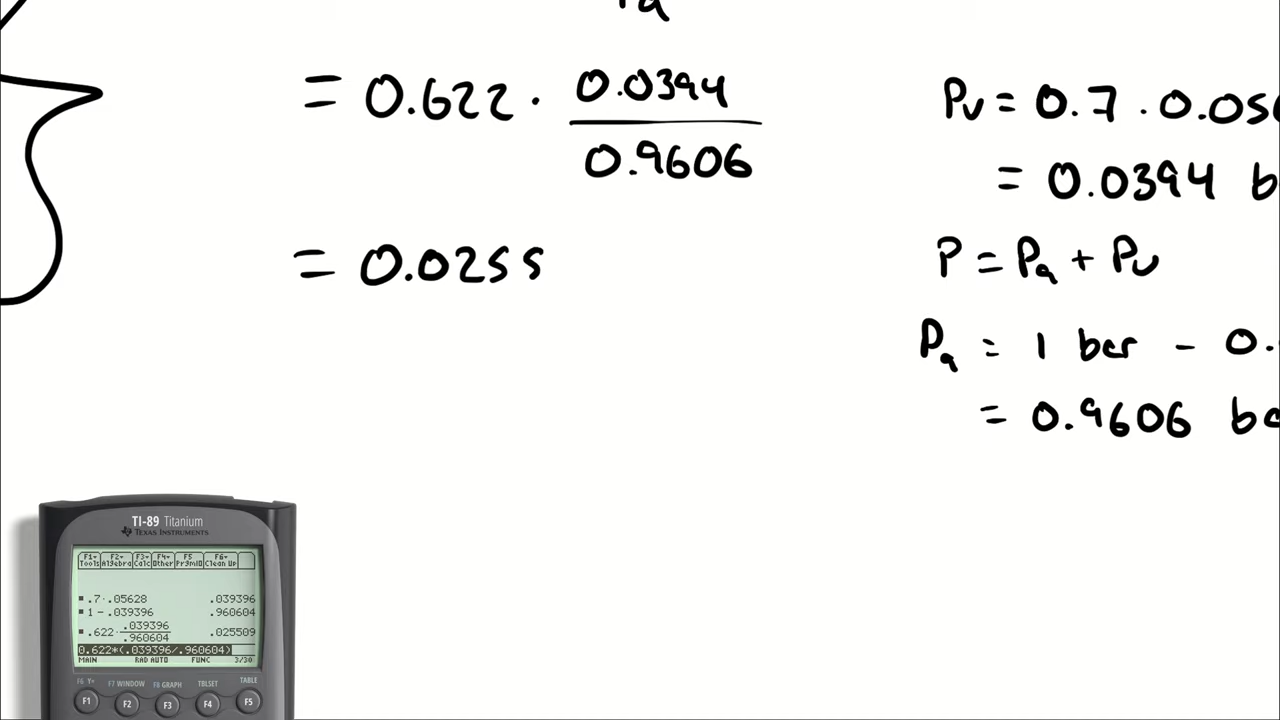 = 0.622 · 0.0394
0.9606
= 0.0255
Pv = 0.7 · 0.05
= 0.0394 b
P = Pa + Pv
Pa = 1 bar - 0.
= 0.9606 ba
TI-89 Titanium
TEXAS INSTRUMENTS
F1 F2 F3 F4 F5 F6
Tools Algebra Calc Other PrgmIO Clean Up
.7·.05628 .039396
1-.039396 .960604
.622·.039396/.960604 .025509
0.622*(.039396/.960604)
MAIN RAD AUTO FUNC 3/30
F6 Y= F7 WINDOW F8 GRAPH TBLSET TABLE
F1 F2 F3 F4 F5